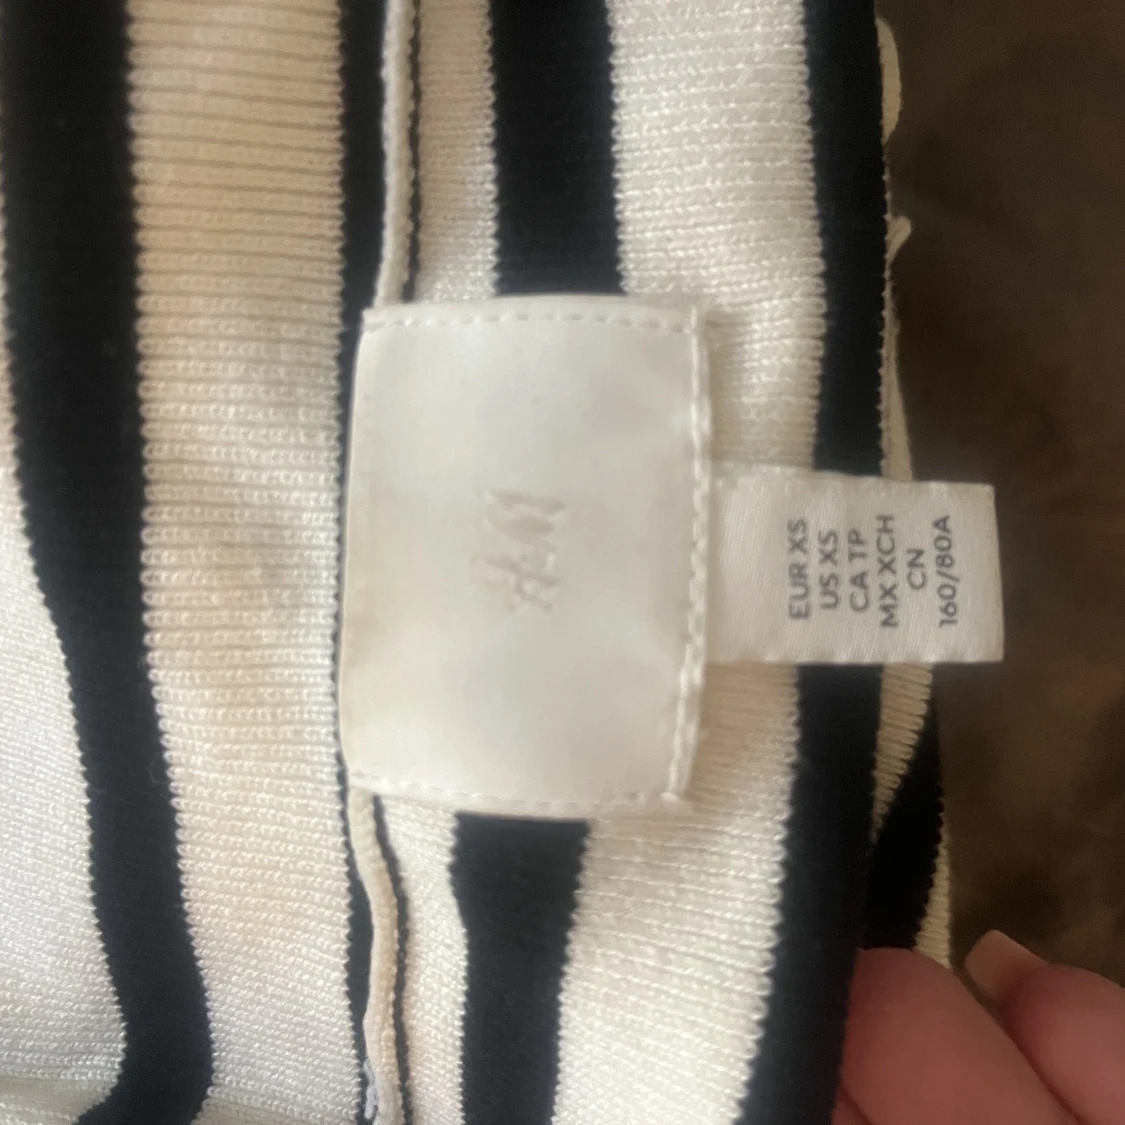 H&M
EUR XS
US XS
CA TP
MX XCH
CN
160/80A